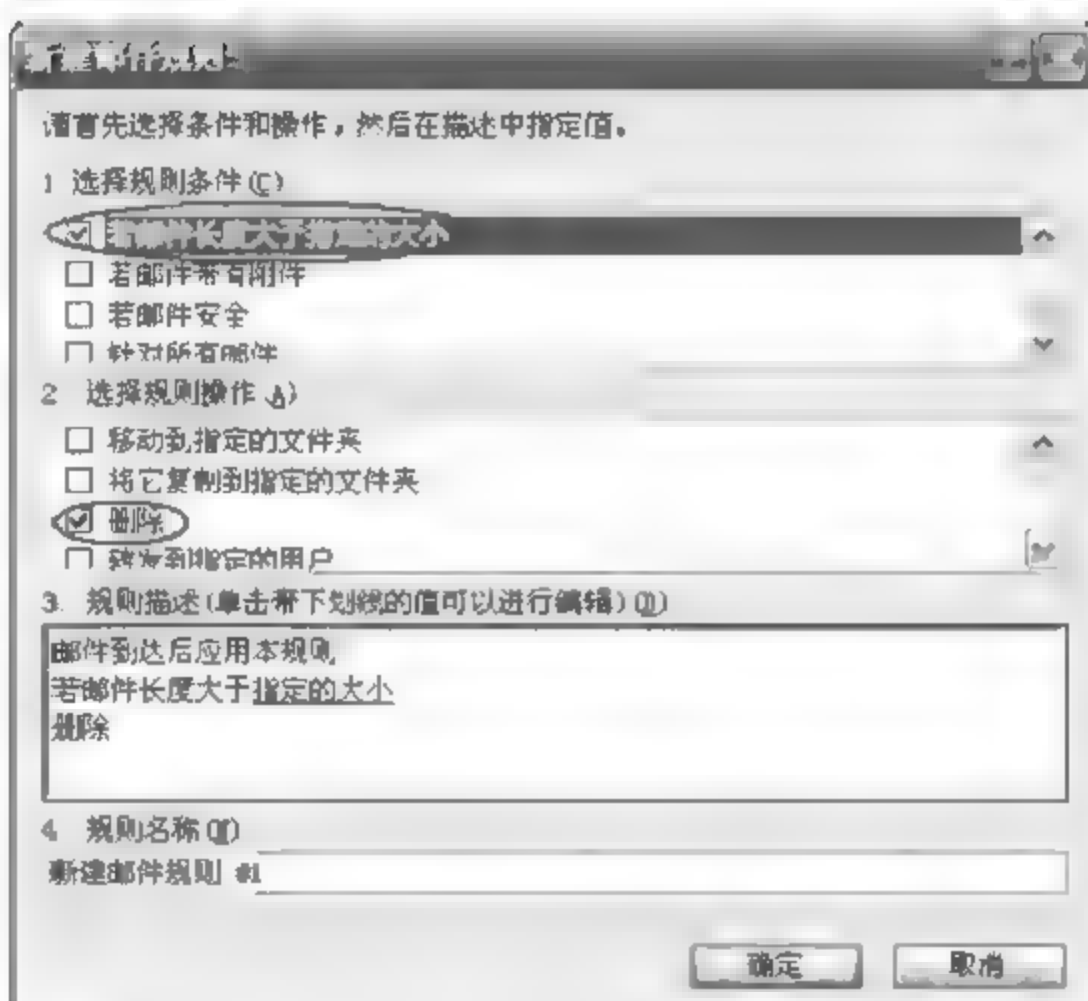 新建邮件规则
请首先选择条件和操作，然后在描述中指定值。
1 选择规则条件(C)
若邮件长度大于指定的大小
若邮件带有附件
若邮件安全
针对所有邮件
2 选择规则操作(A)
移动到指定的文件夹
将它复制到指定的文件夹
删除
转发到指定的用户
3. 规则描述(单击带下划线的值可以进行编辑)(D)
邮件到达后应用本规则
若邮件长度大于指定的大小
删除
4 规则名称(N)
新建邮件规则 #1
确定 取消